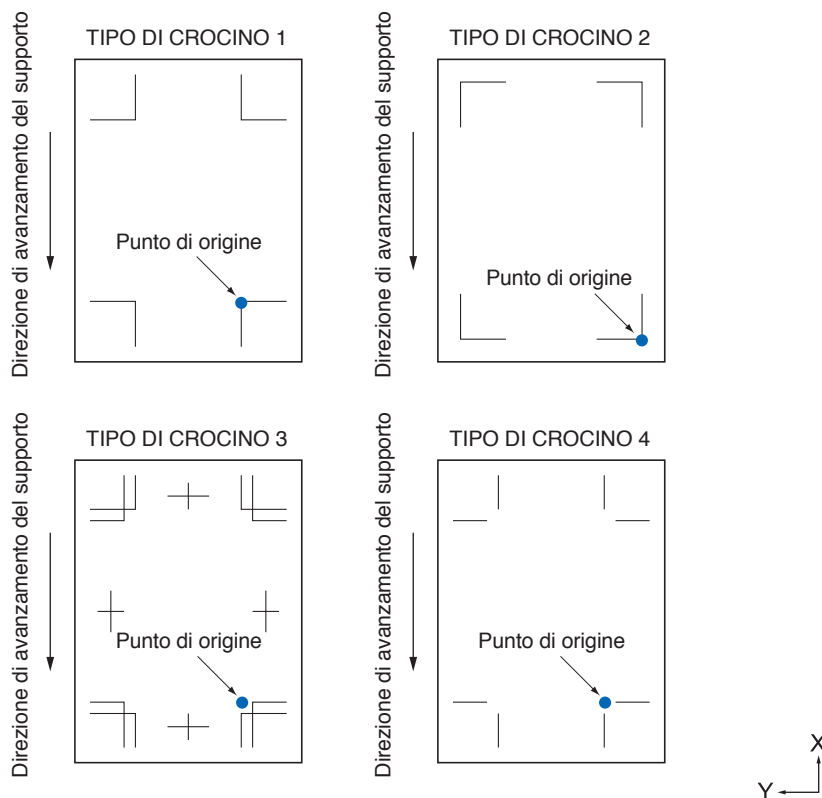 TIPO DI CROCINO 1
Direzione di avanzamento del supporto
Punto di origine
TIPO DI CROCINO 2
Direzione di avanzamento del supporto
Punto di origine
TIPO DI CROCINO 3
Direzione di avanzamento del supporto
Punto di origine
TIPO DI CROCINO 4
Direzione di avanzamento del supporto
Punto di origine
X
Y